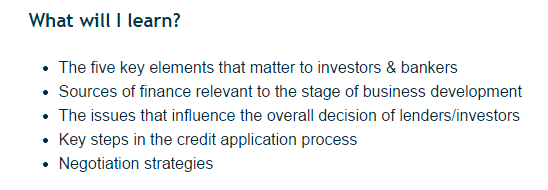 What will I learn?
• The five key elements that matter to investors & bankers
• Sources of finance relevant to the stage of business development
• The issues that influence the overall decision of lenders/investors
• Key steps in the credit application process
• Negotiation strategies